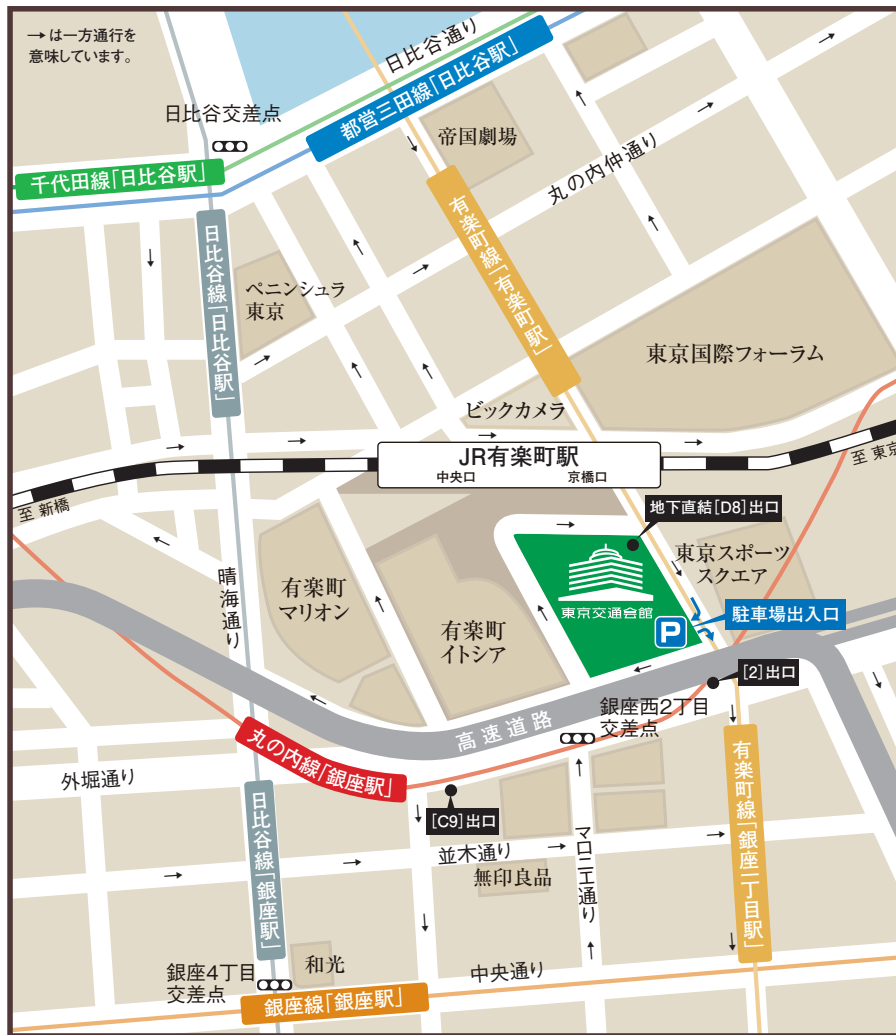 →は一方通行を
意味しています。
日比谷通り
都営三田線「日比谷駅」
日比谷交差点
帝国劇場
千代田線「日比谷駅」
丸の内仲通り
有楽町線「有楽町駅」
日比谷線「日比谷駅」
ペニンシュラ
東京
東京国際フォーラム
ビックカメラ
JR有楽町駅
中央口
京橋口
至 東京
至 新橋
地下直結[D8]出口
東京スポーツ
スクエア
晴海通り
有楽町
マリオン
東京交通会館
有楽町
イトシア
P
駐車場出入口
[2]出口
銀座西2丁目
交差点
高速道路
丸の内線「銀座駅」
外堀通り
有楽町線「銀座一丁目駅」
日比谷線「銀座駅」
[C9]出口
並木通り
マロニエ通り
無印良品
和光
中央通り
銀座4丁目
交差点
銀座線「銀座駅」